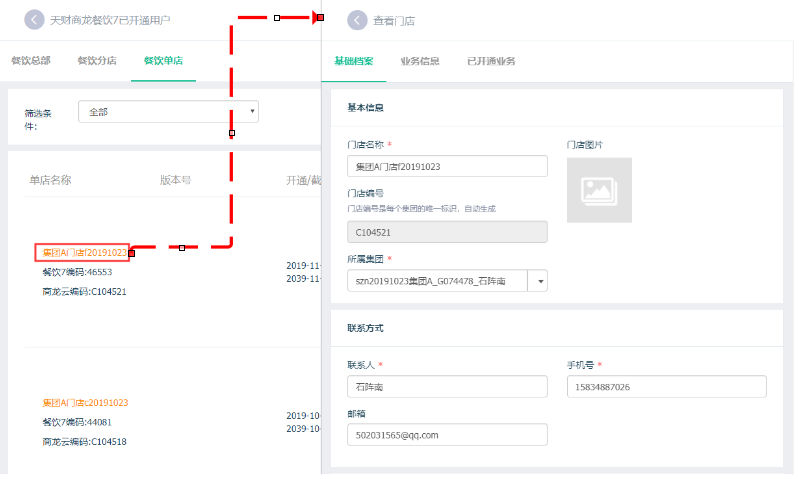 天财商龙餐饮7已开通用户
餐饮总部 餐饮分店 餐饮单店
筛选条件：
全部
单店名称 版本号 开通/截
集团A门店f20191023
餐饮7编码:46553
商龙云编码:C104521
2019-11-
2039-11-
集团A门店c20191023
餐饮7编码:44081
商龙云编码:C104518
2019-10-
2039-10-
查看门店
基础档案 业务信息 已开通业务
基本信息
门店名称 *
集团A门店f20191023
门店图片
门店编号
门店编号是每个集团的唯一标识，自动生成
C104521
所属集团 *
szn20191023集团A_G074478_石阵南
联系方式
联系人 *
石阵南
手机号 *
15834887026
邮箱
502031565@qq.com